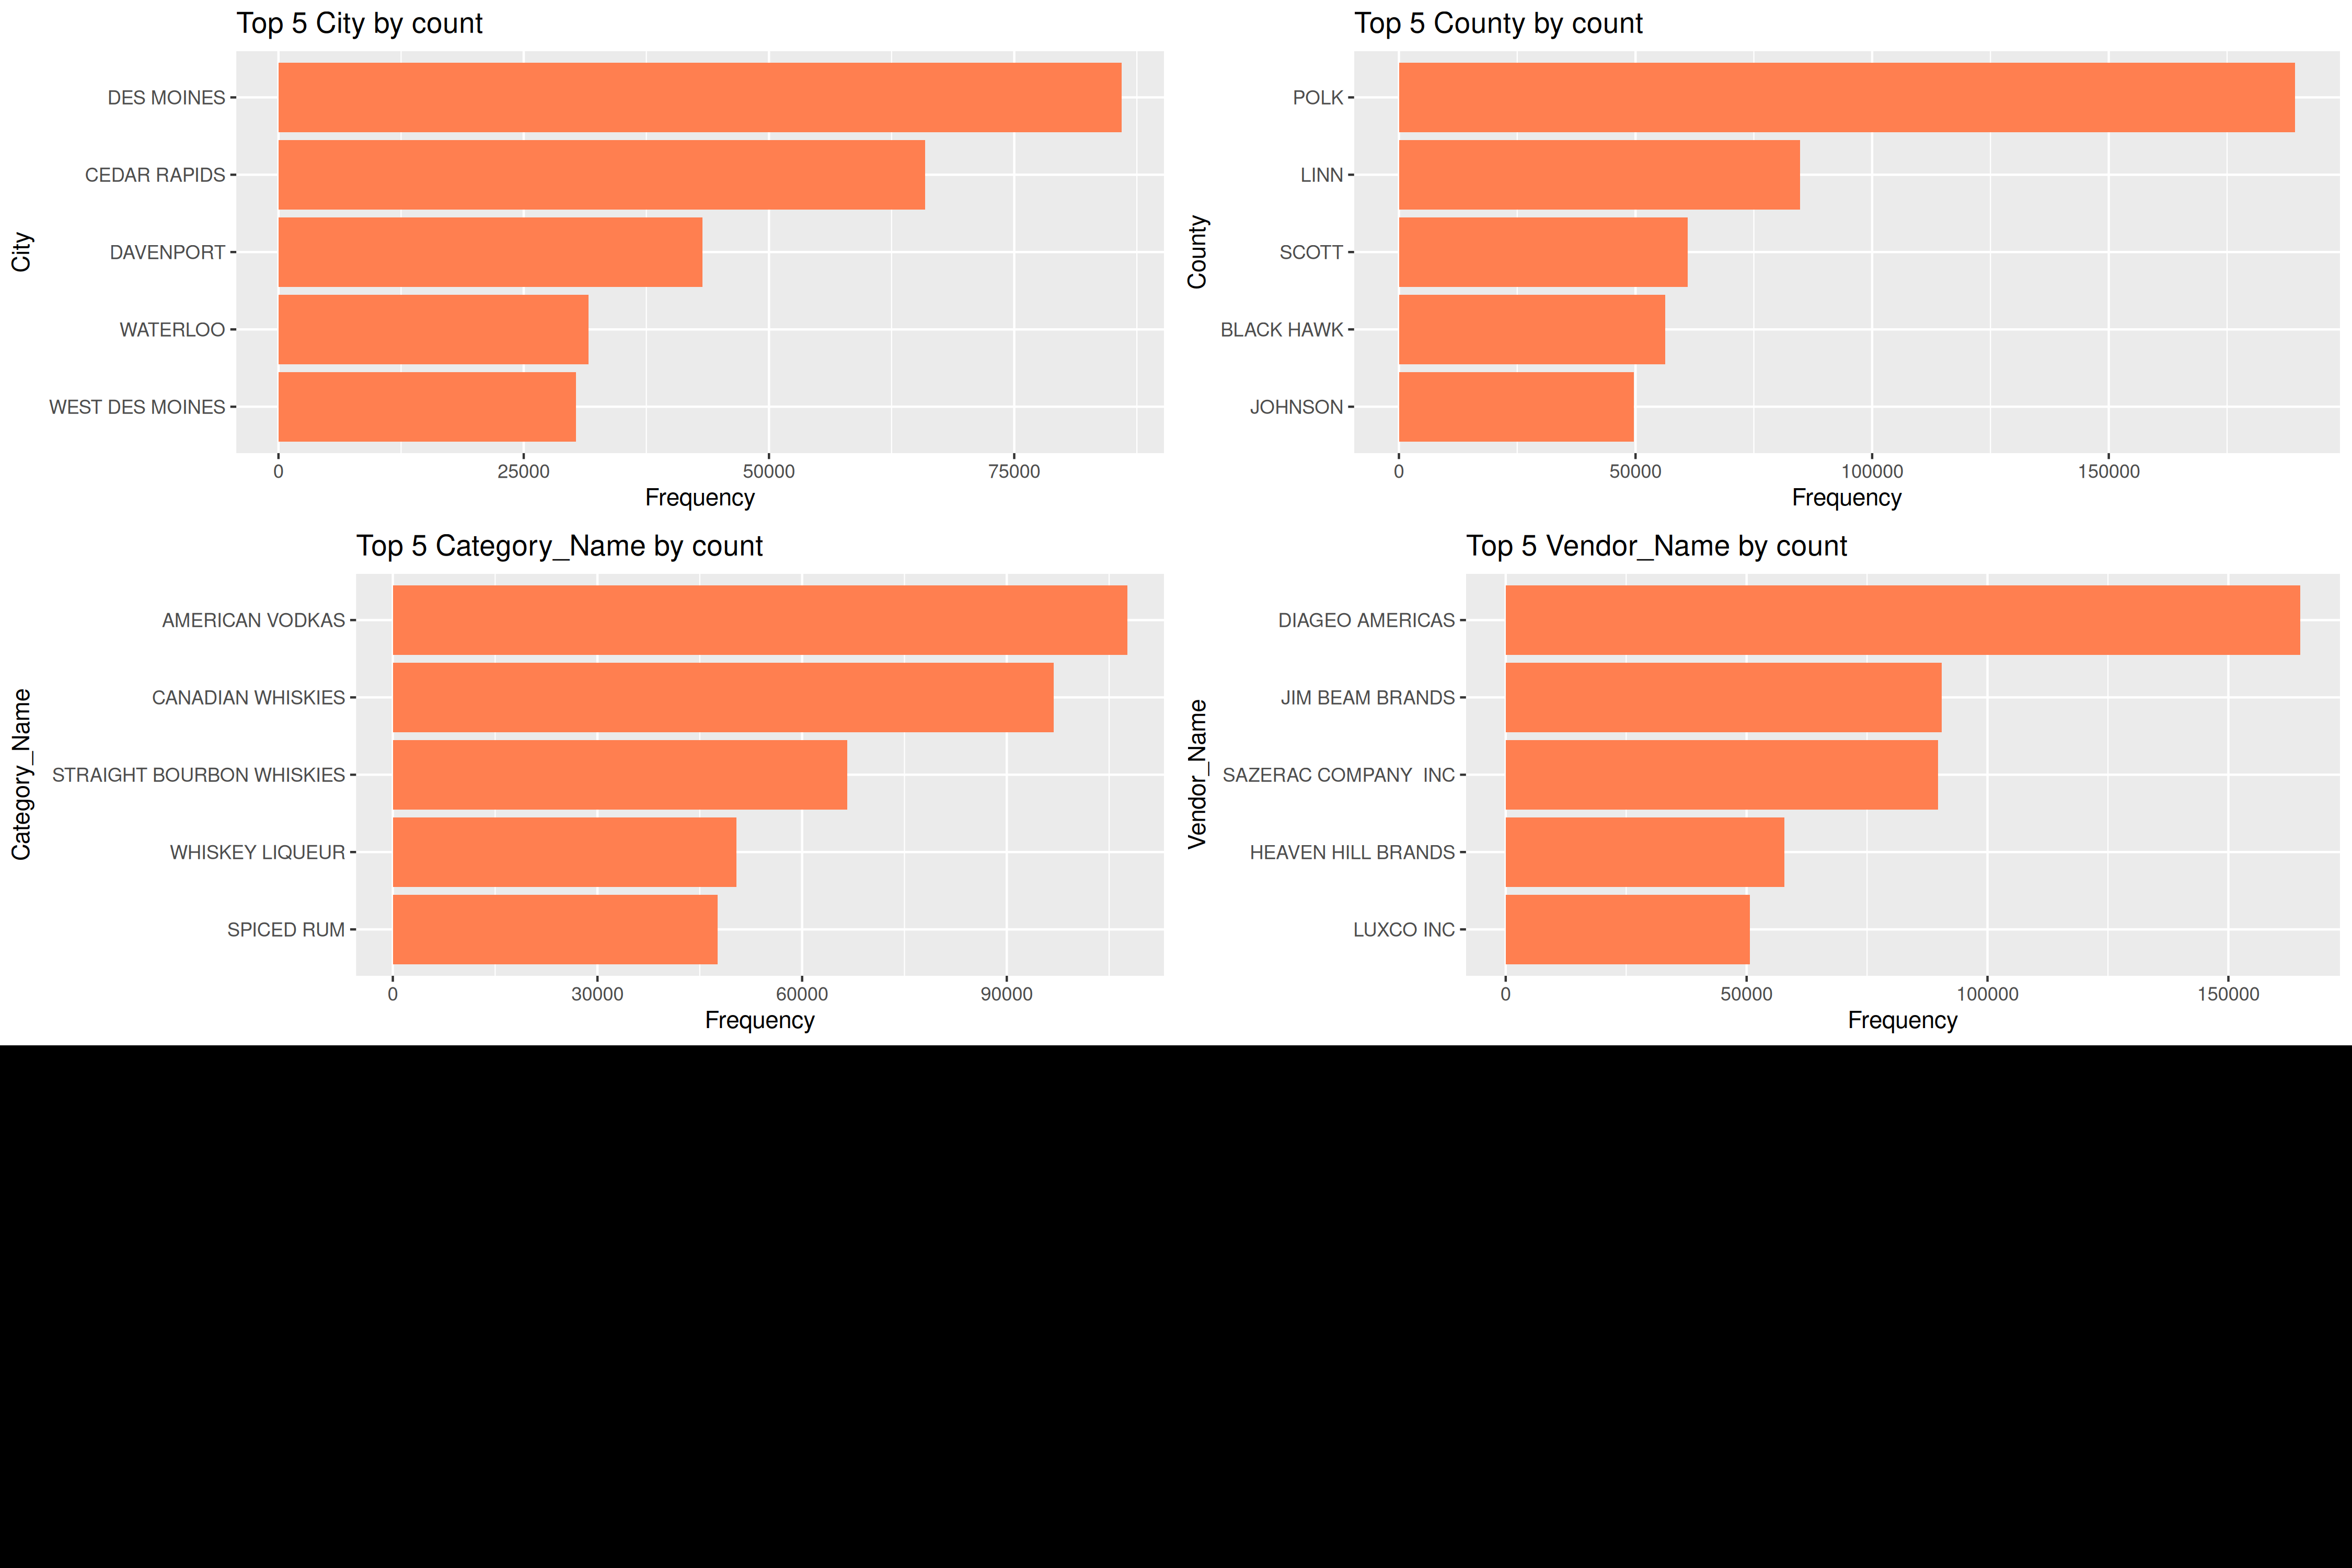 Top 5 City by count
City
DES MOINES
CEDAR RAPIDS
DAVENPORT
WATERLOO
WEST DES MOINES
0 25000 50000 75000
Frequency
Top 5 County by count
County
POLK
LINN
SCOTT
BLACK HAWK
JOHNSON
0 50000 100000 150000
Frequency
Top 5 Category_Name by count
Category_Name
AMERICAN VODKAS
CANADIAN WHISKIES
STRAIGHT BOURBON WHISKIES
WHISKEY LIQUEUR
SPICED RUM
0 30000 60000 90000
Frequency
Top 5 Vendor_Name by count
Vendor_Name
DIAGEO AMERICAS
JIM BEAM BRANDS
SAZERAC COMPANY  INC
HEAVEN HILL BRANDS
LUXCO INC
0 50000 100000 150000
Frequency